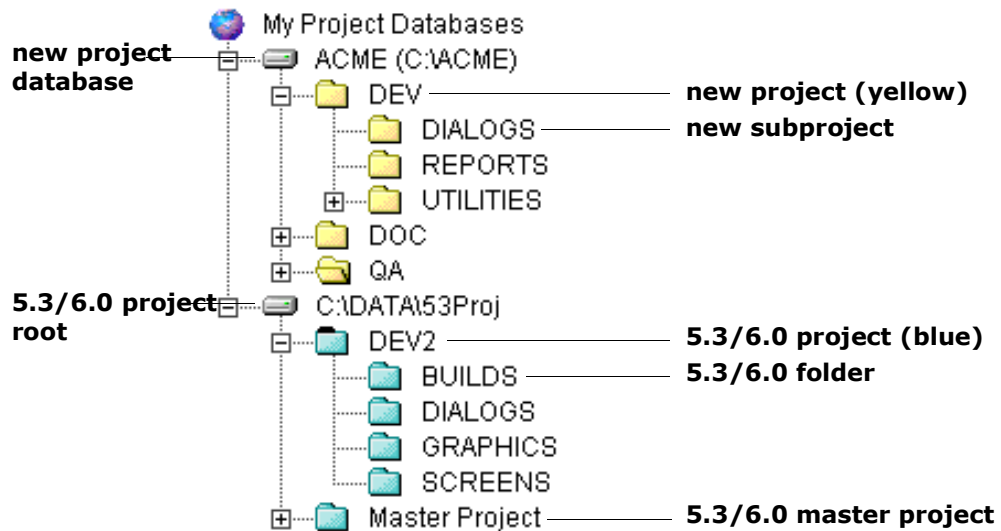 My Project Databases
new project database
ACME (C:\ACME)
DEV
new project (yellow)
DIALOGS
new subproject
REPORTS
UTILITIES
DOC
QA
5.3/6.0 project root
C:\DATA\53Proj
DEV2
5.3/6.0 project (blue)
BUILDS
5.3/6.0 folder
DIALOGS
GRAPHICS
SCREENS
Master Project
5.3/6.0 master project